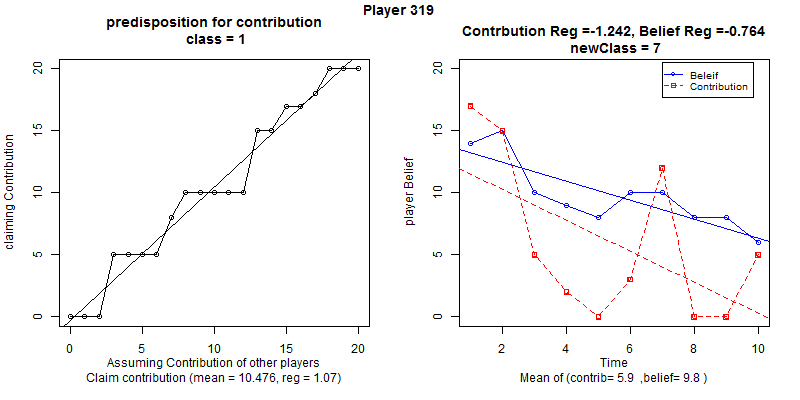 Player 319
predisposition for contribution
class = 1
claiming Contribution
0
5
10
15
20
0
5
10
15
20
Assuming Contribution of other players
Claim contribution (mean = 10.476, reg = 1.07)
Contrbution Reg =-1.242, Belief Reg =-0.764
newClass = 7
Beleif
Contribution
player Belief
0
5
10
15
20
2
4
6
8
10
Time
Mean of (contrib= 5.9 ,belief= 9.8 )